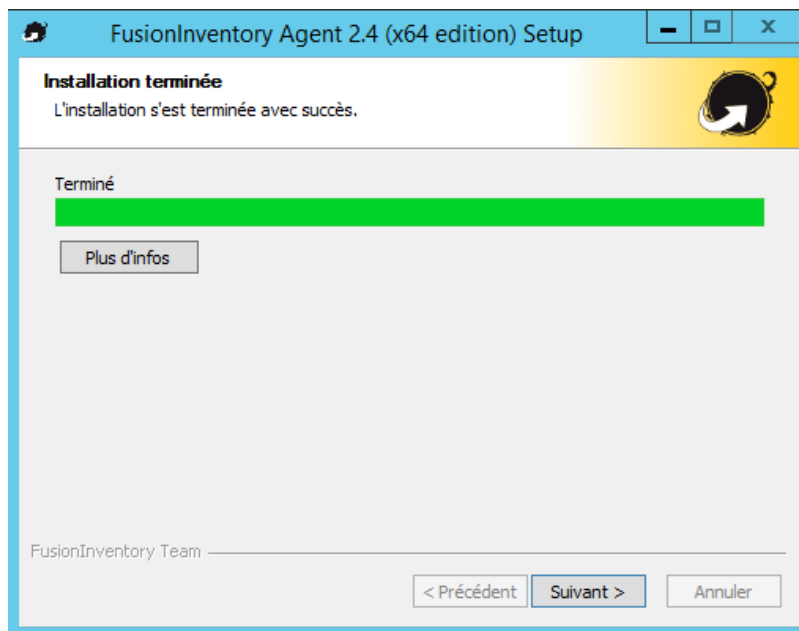 FusionInventory Agent 2.4 (x64 edition) Setup
Installation terminée
L'installation s'est terminée avec succès.
Terminé
Plus d'infos
FusionInventory Team
< Précédent Suivant > Annuler